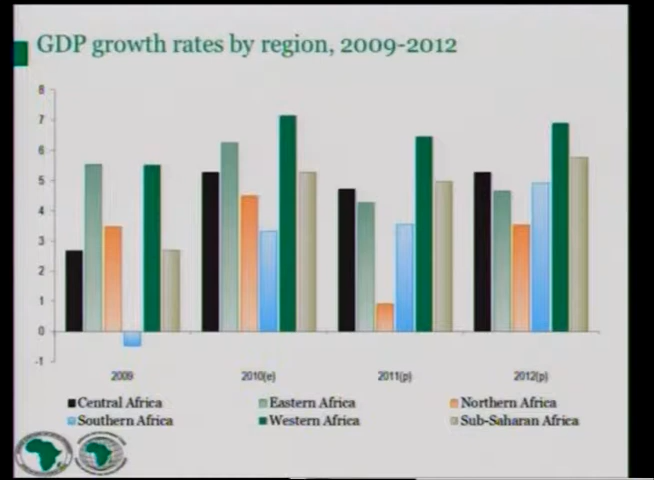 GDP growth rates by region, 2009-2012
8
7
6
5
4
3
2
1
0
-1
2009 2010(e) 2011(p) 2012(p)
Central Africa Eastern Africa Northern Africa
Southern Africa Western Africa Sub-Saharan Africa